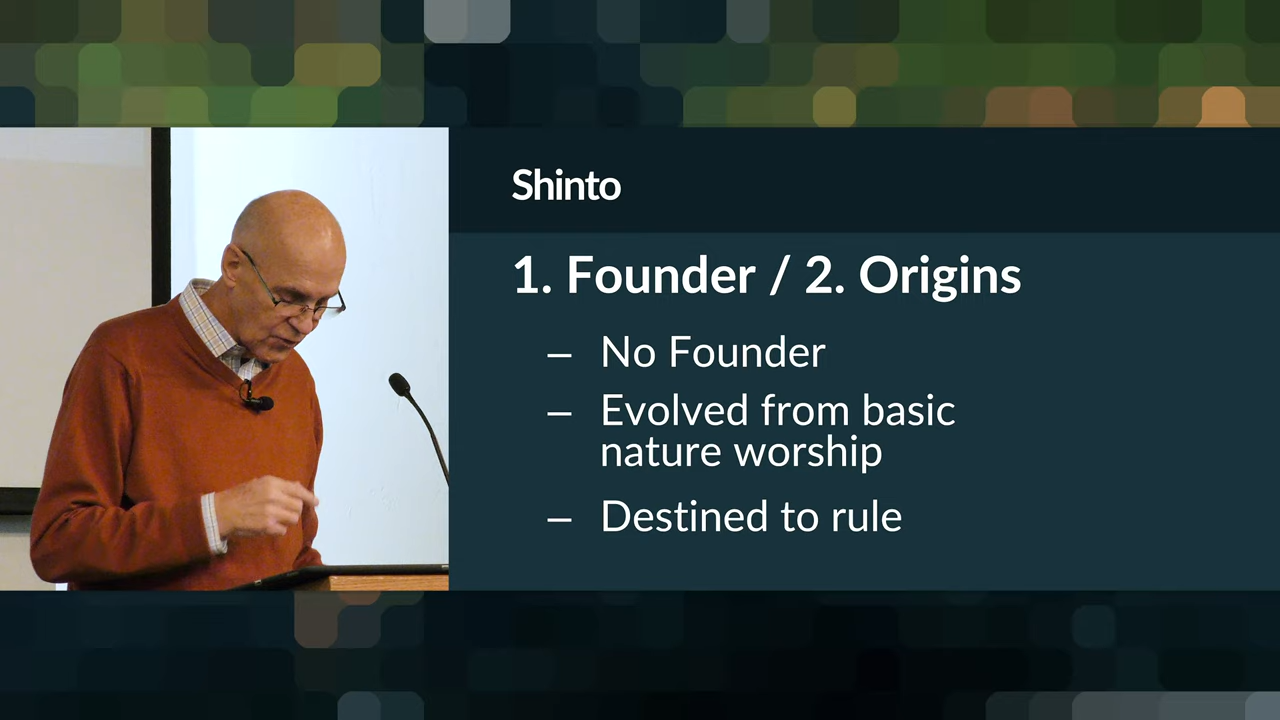 Shinto
1. Founder / 2. Origins
– No Founder
– Evolved from basic
nature worship
– Destined to rule